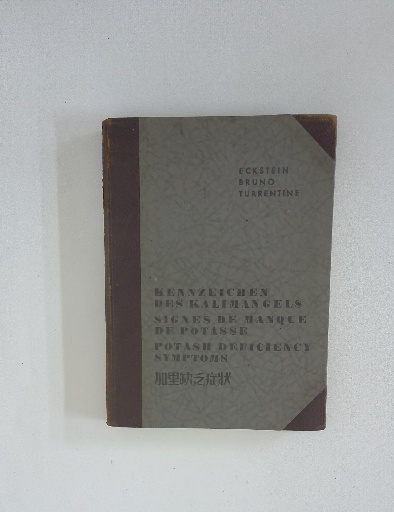 ECKSTEIN
BRUNO
TURRENTINE
KENNZEICHEN
DES KALIMANGELS
SIGNES DE MANQUE
DE POTASSE
POTASH DEFICIENCY
SYMPTOMS
加里缺乏症狀